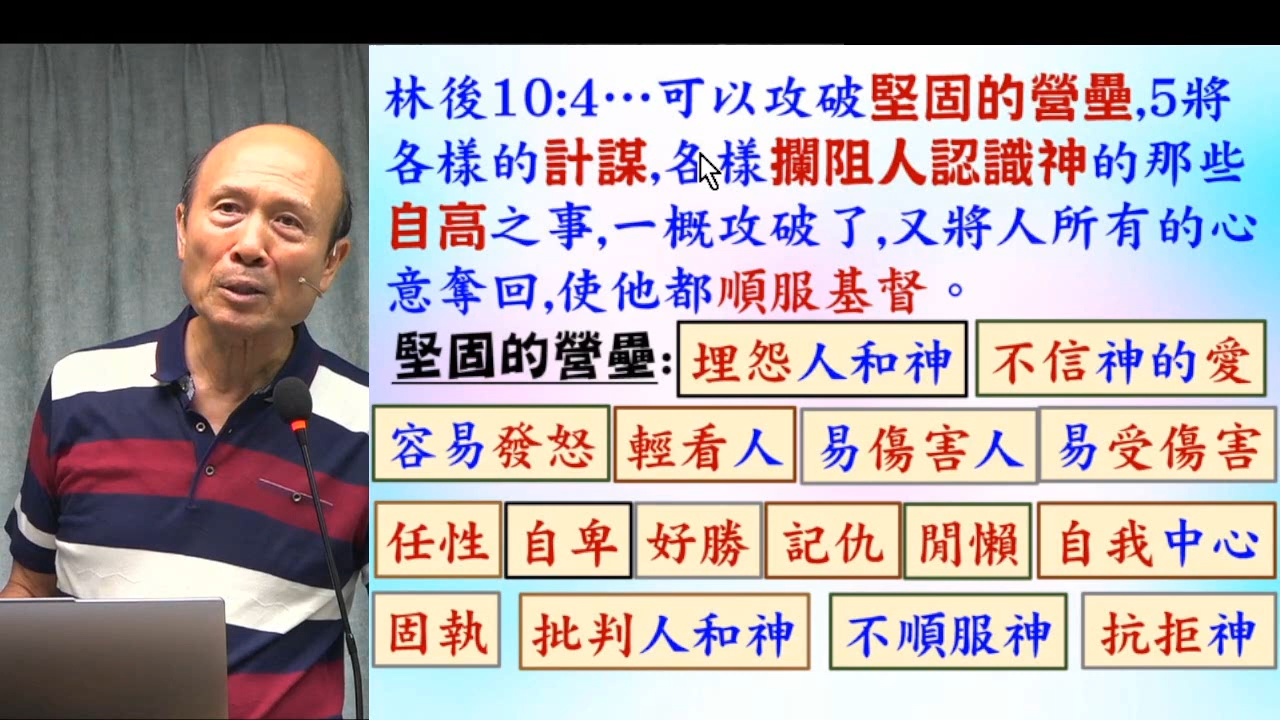 林後10:4…可以攻破堅固的營壘,5將
各樣的計謀,各樣攔阻人認識神的那些
自高之事,一概攻破了,又將人所有的心
意奪回,使他都順服基督。
堅固的營壘: 埋怨人和神 不信神的愛
容易發怒 輕看人 易傷害人 易受傷害
任性 自卑 好勝 記仇 閒懶 自我中心
固執 批判人和神 不順服神 抗拒神